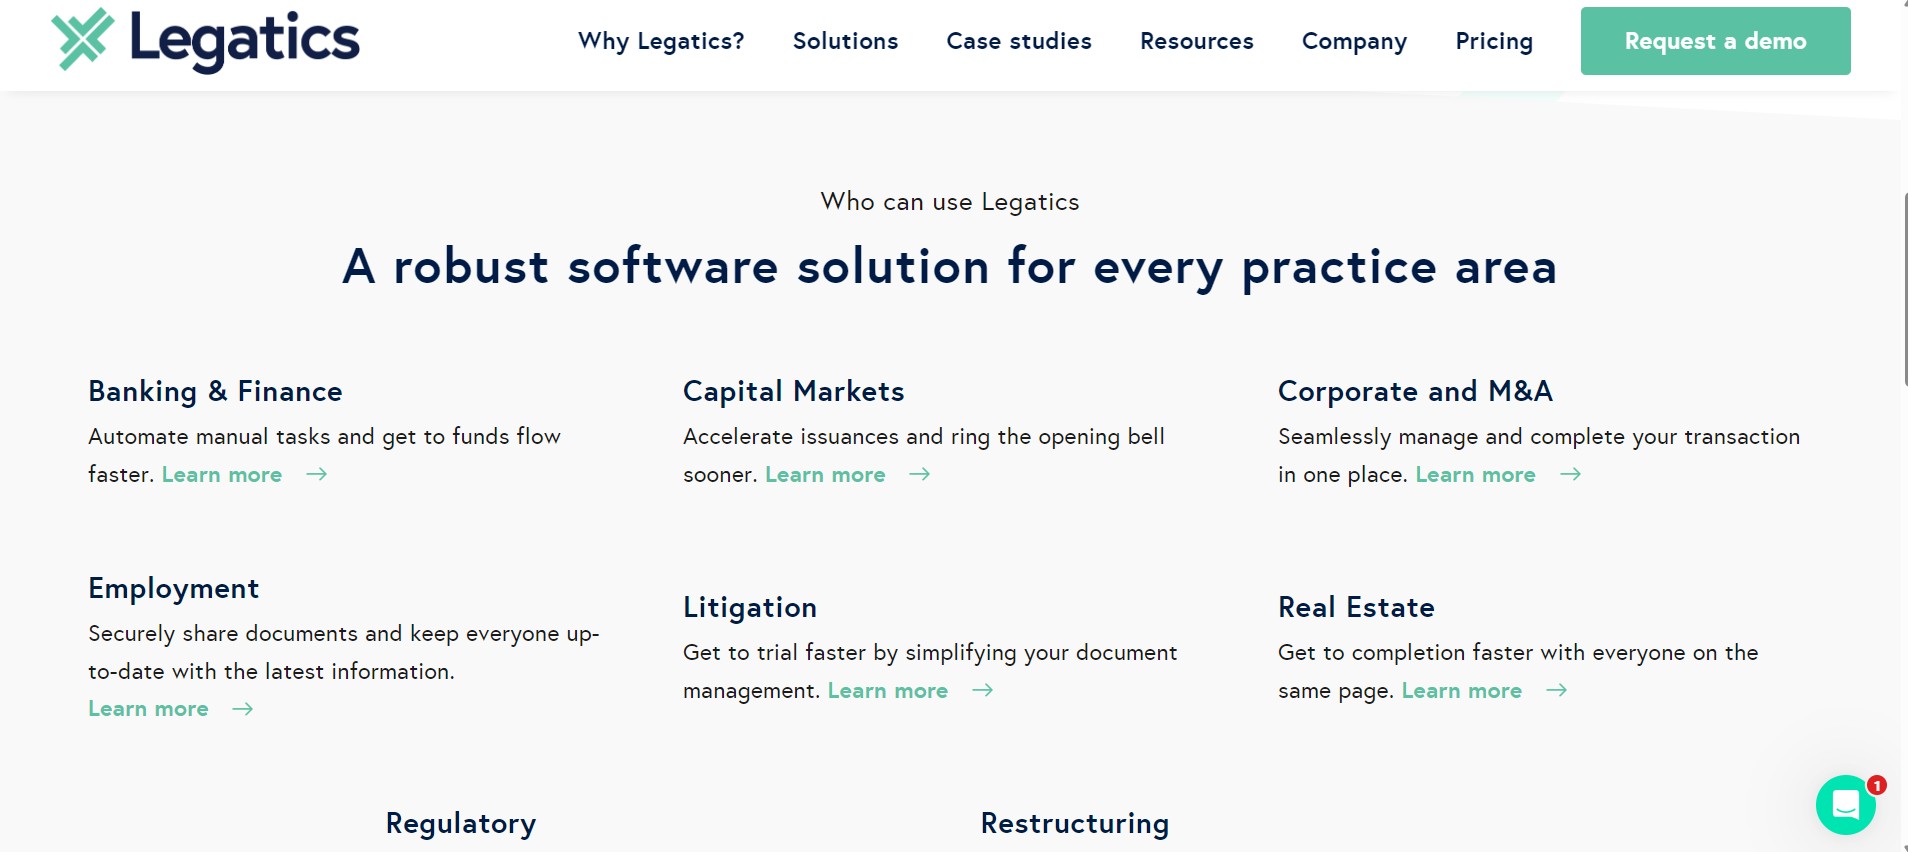 Legatics
Why Legatics?
Solutions
Case studies
Resources
Company
Pricing
Request a demo
Who can use Legatics
A robust software solution for every practice area
Banking & Finance
Automate manual tasks and get to funds flow
faster. Learn more →
Capital Markets
Accelerate issuances and ring the opening bell
sooner. Learn more →
Corporate and M&A
Seamlessly manage and complete your transaction
in one place. Learn more →
Employment
Securely share documents and keep everyone up-
to-date with the latest information.
Learn more →
Litigation
Get to trial faster by simplifying your document
management. Learn more →
Real Estate
Get to completion faster with everyone on the
same page. Learn more →
Regulatory
Restructuring
1